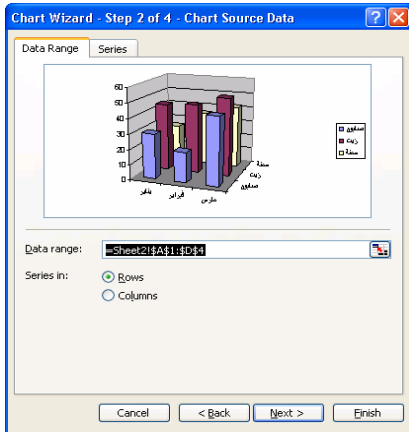 Chart Wizard - Step 2 of 4 - Chart Source Data
Data Range Series
60
50
40
30
20
10
0
يناير
فبراير
مارس
صابون
زيت
سمنة
صابون
زيت
سمنة
Data range: =Sheet2!$A$1:$D$4
Series in: Rows
Columns
Cancel < Back Next > Finish